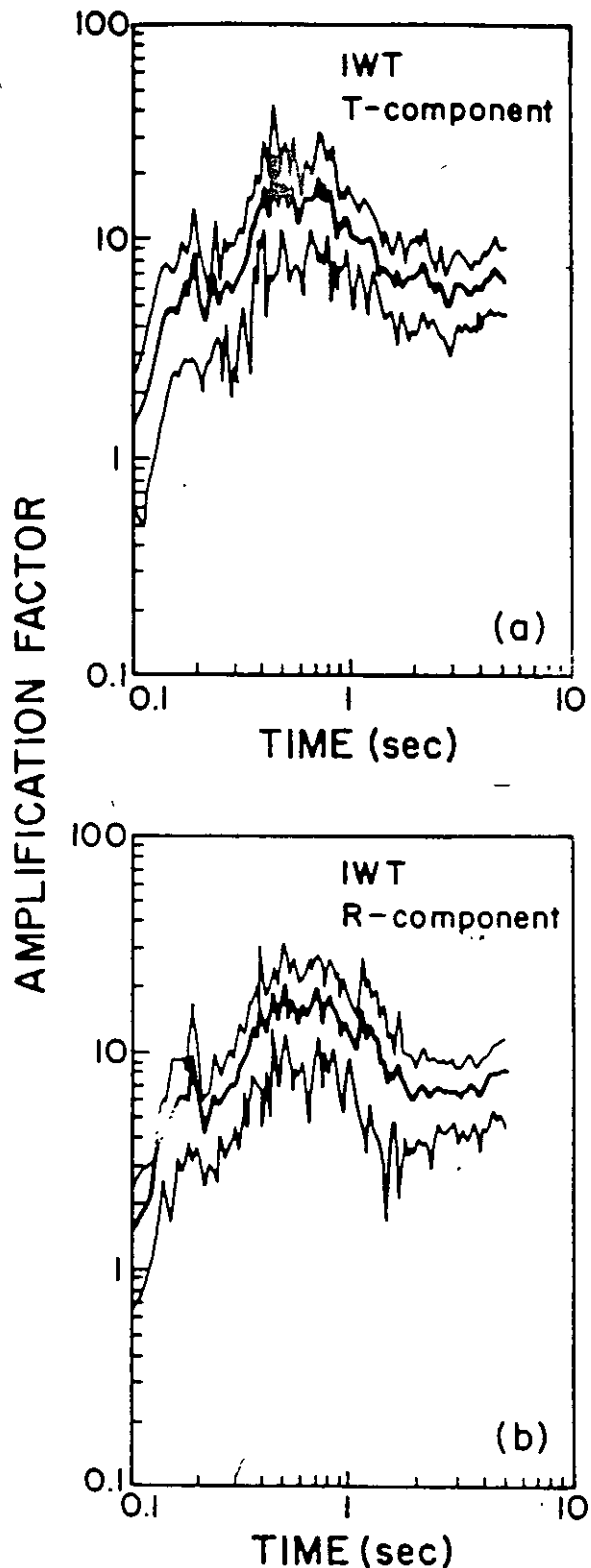 AMPLIFICATION FACTOR
100
10
1
0.1
IWT
T-component
(a)
0.1
1
10
TIME (sec)
100
10
1
0.1
IWT
R-component
(b)
0.1
1
10
TIME (sec)